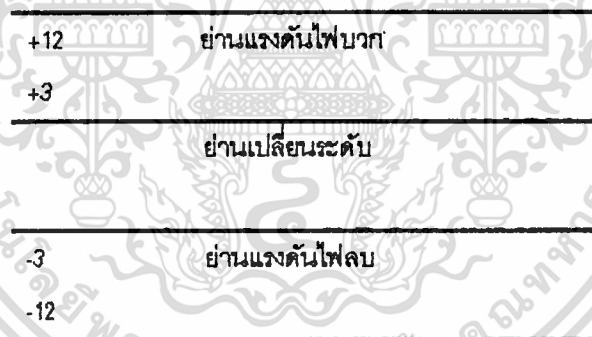 +12 ย่านแรงดันไฟบวก
+3
ย่านเปลี่ยนระดับ
-3 ย่านแรงดันไฟลบ
-12